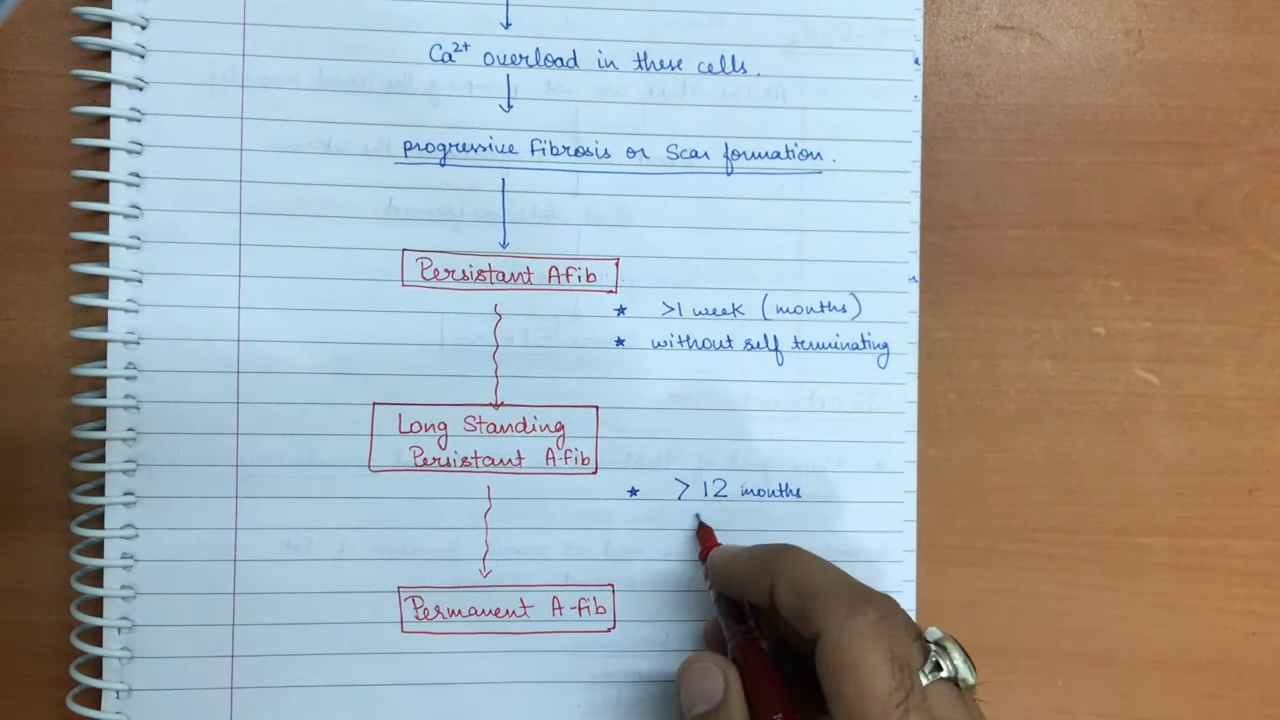 Ca²⁺ overload in these cells.
progressive fibrosis or Scar formation.
Persistant Afib
* >1 week (months)
* without self terminating
Long Standing
Persistant A-fib
* > 12 months
Permanent A-fib